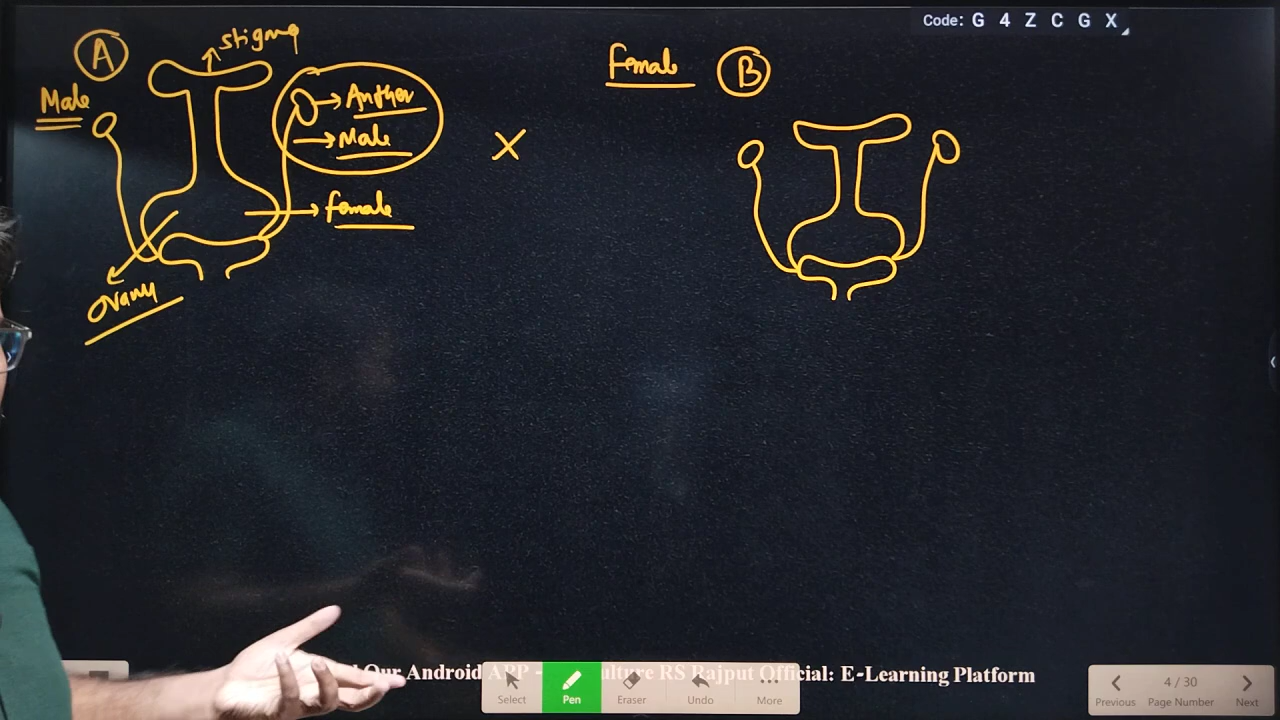 Code: G 4 Z C G X
A
stigma
Male
Anther
Male
female
Ovary
X
Female
B
Our Android APP - 
culture RS Rajput Official: E-Learning Platform
Select
Pen
Eraser
Undo
More
4 / 30
Previous
Page Number
Next